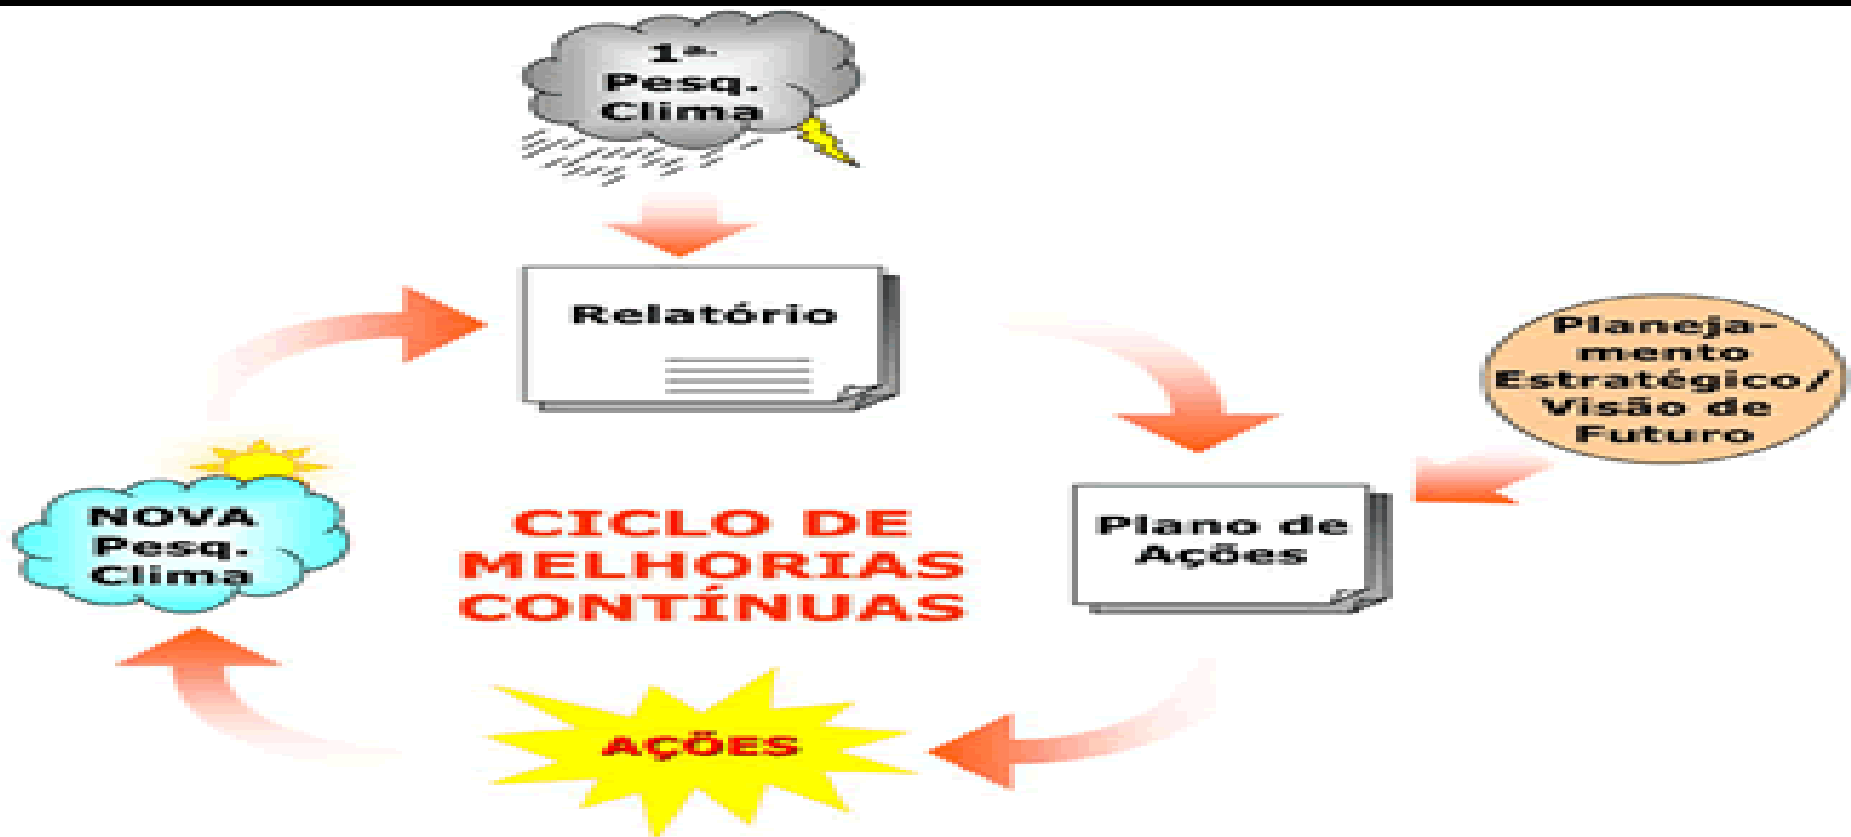 1ª
Pesq.
Clima
Relatório
Planeja-
mento
Estratégico/
Visão de
Futuro
Plano de
Ações
AÇÕES
NOVA
Pesq.
Clima
CICLO DE
MELHORIAS
CONTÍNUAS